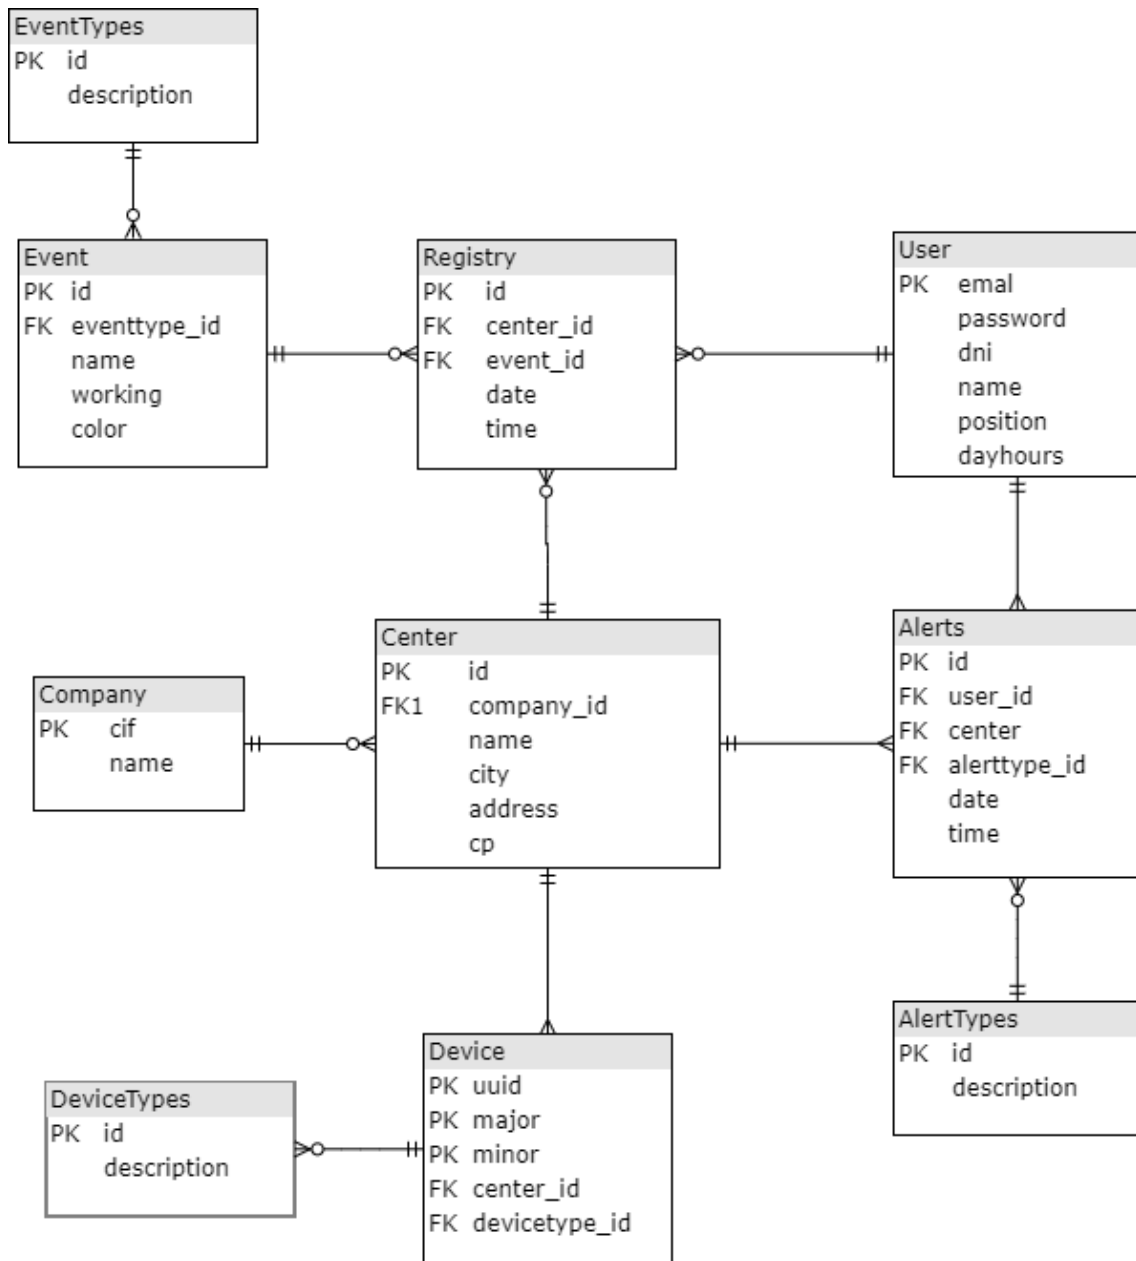 EventTypes
PK id
description
Event
PK id
FK eventtype_id
name
working
color
Registry
PK id
FK center_id
FK event_id
date
time
User
PK emal
password
dni
name
position
dayhours
Company
PK cif
name
Center
PK id
FK1 company_id
name
city
address
cp
Alerts
PK id
FK user_id
FK center
FK alerttype_id
date
time
DeviceTypes
PK id
description
Device
PK uuid
PK major
PK minor
FK center_id
FK devicetype_id
AlertTypes
PK id
description